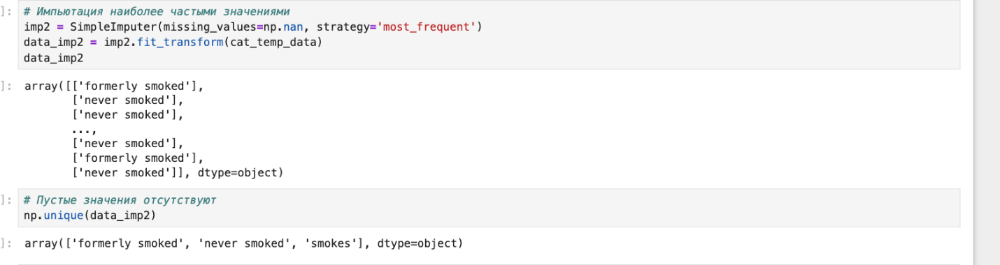 ]: # Импьютация наиболее частыми значениями
imp2 = SimpleImputer(missing_values=np.nan, strategy='most_frequent')
data_imp2 = imp2.fit_transform(cat_temp_data)
data_imp2
]: array([['formerly smoked'],
['never smoked'],
['never smoked'],
...,
['never smoked'],
['formerly smoked'],
['never smoked']], dtype=object)
]: # Пустые значения отсутствуют
np.unique(data_imp2)
]: array(['formerly smoked', 'never smoked', 'smokes'], dtype=object)